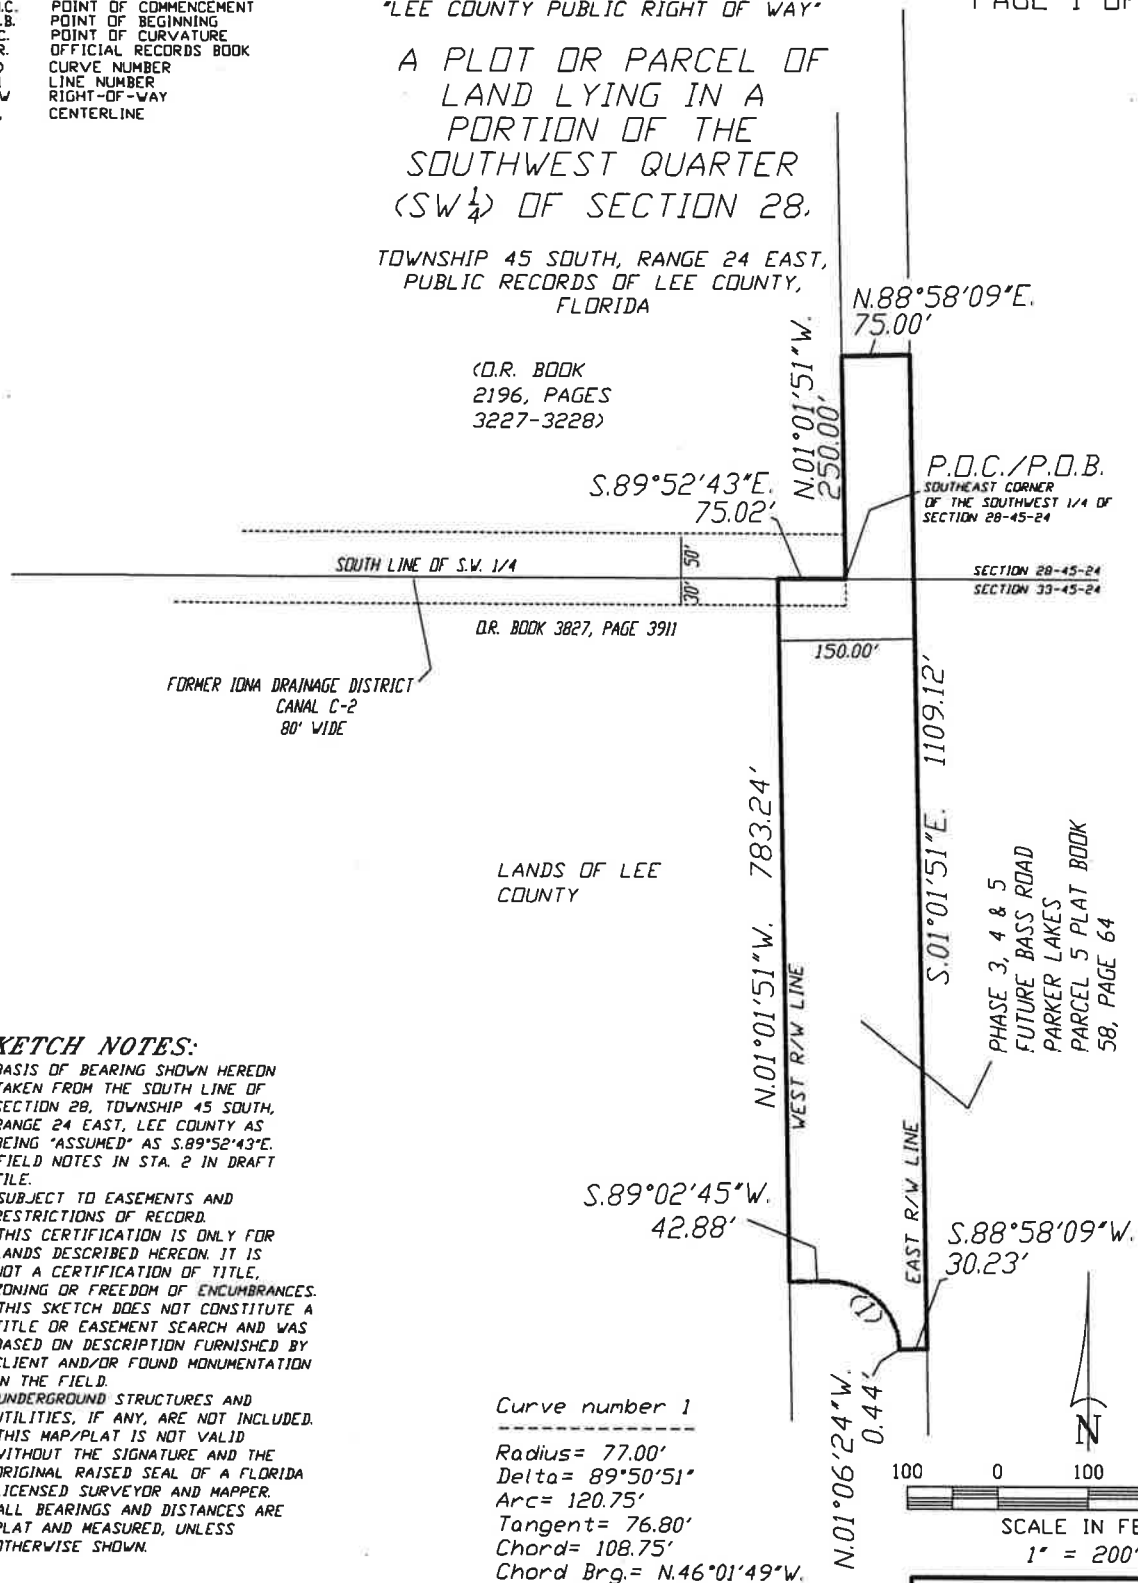 POINT OF COMMENCEMENT
POINT OF BEGINNING
POINT OF CURVATURE
OFFICIAL RECORDS BOOK
CURVE NUMBER
LINE NUMBER
RIGHT-OF-WAY
CENTERLINE
"LEE COUNTY PUBLIC RIGHT OF WAY"
PAGE 1 OF
A PLOT OR PARCEL OF
LAND LYING IN A
PORTION OF THE
SOUTHWEST QUARTER
(SW 1/4) OF SECTION 28,
TOWNSHIP 45 SOUTH, RANGE 24 EAST,
PUBLIC RECORDS OF LEE COUNTY,
FLORIDA
(O.R. BOOK
2196, PAGES
3227-3228)
N.88°58'09"E.
75.00'
N.01°01'51"W.
250.00'
S.89°52'43"E.
75.02'
P.O.C./P.O.B.
SOUTHEAST CORNER
OF THE SOUTHWEST 1/4 OF
SECTION 28-45-24
SOUTH LINE OF S.W. 1/4
50'
30'
SECTION 28-45-24
SECTION 33-45-24
O.R. BOOK 3827, PAGE 3911
150.00'
FORMER IONA DRAINAGE DISTRICT
CANAL C-2
80' WIDE
S.01°01'51"E. 1109.12'
N.01°01'51"W. 783.24'
LANDS OF LEE
COUNTY
WEST R/W LINE
EAST R/W LINE
PHASE 3, 4 & 5
FUTURE BASS ROAD
PARKER LAKES
PARCEL 5 PLAT BOOK
58, PAGE 64
KETCH NOTES:
BASIS OF BEARING SHOWN HEREON
TAKEN FROM THE SOUTH LINE OF
SECTION 28, TOWNSHIP 45 SOUTH,
RANGE 24 EAST, LEE COUNTY AS
BEING "ASSUMED" AS S.89°52'43"E.
FIELD NOTES IN STA. 2 IN DRAFT
FILE.
SUBJECT TO EASEMENTS AND
RESTRICTIONS OF RECORD.
THIS CERTIFICATION IS ONLY FOR
LANDS DESCRIBED HEREON. IT IS
NOT A CERTIFICATION OF TITLE,
ZONING OR FREEDOM OF ENCUMBRANCES.
THIS SKETCH DOES NOT CONSTITUTE A
TITLE OR EASEMENT SEARCH AND WAS
BASED ON DESCRIPTION FURNISHED BY
CLIENT AND/OR FOUND MONUMENTATION
IN THE FIELD.
UNDERGROUND STRUCTURES AND
UTILITIES, IF ANY, ARE NOT INCLUDED.
THIS MAP/PLAT IS NOT VALID
WITHOUT THE SIGNATURE AND THE
ORIGINAL RAISED SEAL OF A FLORIDA
LICENSED SURVEYOR AND MAPPER.
ALL BEARINGS AND DISTANCES ARE
PLAT AND MEASURED, UNLESS
OTHERWISE SHOWN.
S.89°02'45"W.
42.88'
S.88°58'09"W.
30.23'
(1)
N.01°06'24"W.
0.44'
Curve number 1
Radius= 77.00'
Delta= 89°50'51"
Arc= 120.75'
Tangent= 76.80'
Chord= 108.75'
Chord Brg.= N.46°01'49"W.
N
100 0 100
SCALE IN FE
1" = 200'